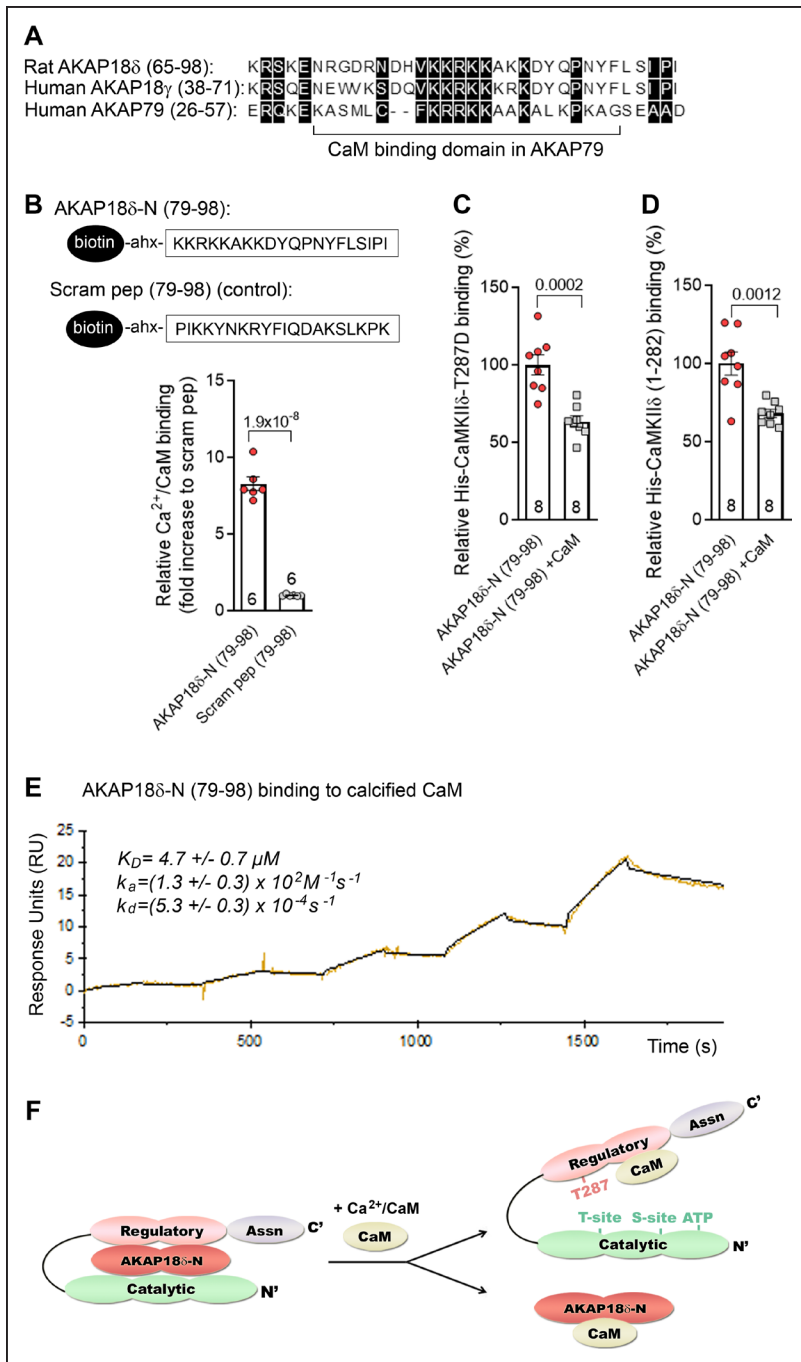 A
Rat AKAP18δ (65-98): KRSKENRGDRNDHVKKRKKAKKDYQPNYFLSIPI
Human AKAP18γ (38-71): KRSQENEWVKSDQVKKRKKKRKDYQPNYFLSIPI
Human AKAP79 (26-57): ERQKEKASMLC--FKRRKKAAKALKPKAGSEAAD
CaM binding domain in AKAP79
B
AKAP18δ-N (79-98):
biotin -ahx- KKRKKAKKDYQPNYFLSIPI
Scram pep (79-98) (control):
biotin -ahx- PIKKYNKRYFIQDAKSLKPK
Relative Ca2+/CaM binding
(fold increase to scram pep)
15
10
5
0
1.9x10-8
6
6
AKAP18δ-N (79-98)
Scram pep (79-98)
C
Relative His-CaMKIIδ-T287D binding (%)
150
100
50
0
0.0002
8
8
AKAP18δ-N (79-98)
AKAP18δ-N (79-98) +CaM
D
Relative His-CaMKIIδ (1-282) binding (%)
150
100
50
0
0.0012
8
8
AKAP18δ-N (79-98)
AKAP18δ-N (79-98) +CaM
E
AKAP18δ-N (79-98) binding to calcified CaM
Response Units (RU)
25
20
15
10
5
0
-5
KD= 4.7 +/- 0.7 µM
ka=(1.3 +/- 0.3) x 102M-1s-1
kd=(5.3 +/- 0.3) x 10-4s-1
0
500
1000
1500
Time (s)
F
Regulatory
Assn
C'
AKAP18δ-N
Catalytic
N'
+ Ca2+/CaM
CaM
Regulatory
Assn
C'
CaM
T287
T-site
S-site
ATP
Catalytic
N'
AKAP18δ-N
CaM